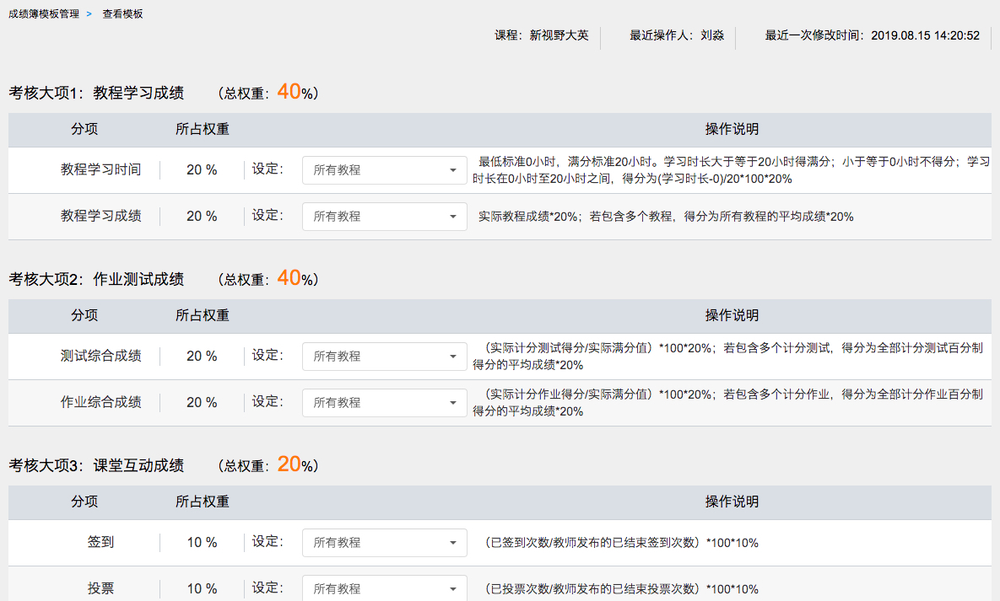 成绩簿模板管理 > 查看模板
课程：新视野大英 最近操作人：刘淼 最近一次修改时间：2019.08.15 14:20:52
考核大项1：教程学习成绩 （总权重：40%）
分项 所占权重 操作说明
教程学习时间 20 % 设定： 所有教程 最低标准0小时，满分标准20小时。学习时长大于等于20小时得满分；小于等于0小时不得分；学习
时长在0小时至20小时之间，得分为(学习时长-0)/20*100*20%
教程学习成绩 20 % 设定： 所有教程 实际教程成绩*20%；若包含多个教程，得分为所有教程的平均成绩*20%
考核大项2：作业测试成绩 （总权重：40%）
分项 所占权重 操作说明
测试综合成绩 20 % 设定： 所有教程 （实际计分测试得分/实际满分值）*100*20%；若包含多个计分测试，得分为全部计分测试百分制
得分的平均成绩*20%
作业综合成绩 20 % 设定： 所有教程 （实际计分作业得分/实际满分值）*100*20%；若包含多个计分作业，得分为全部计分作业百分制
得分的平均成绩*20%
考核大项3：课堂互动成绩 （总权重：20%）
分项 所占权重 操作说明
签到 10 % 设定： 所有教程 （已签到次数/教师发布的已结束签到次数）*100*10%
投票 10 % 设定： 所有教程 （已投票次数/教师发布的已结束投票次数）*100*10%